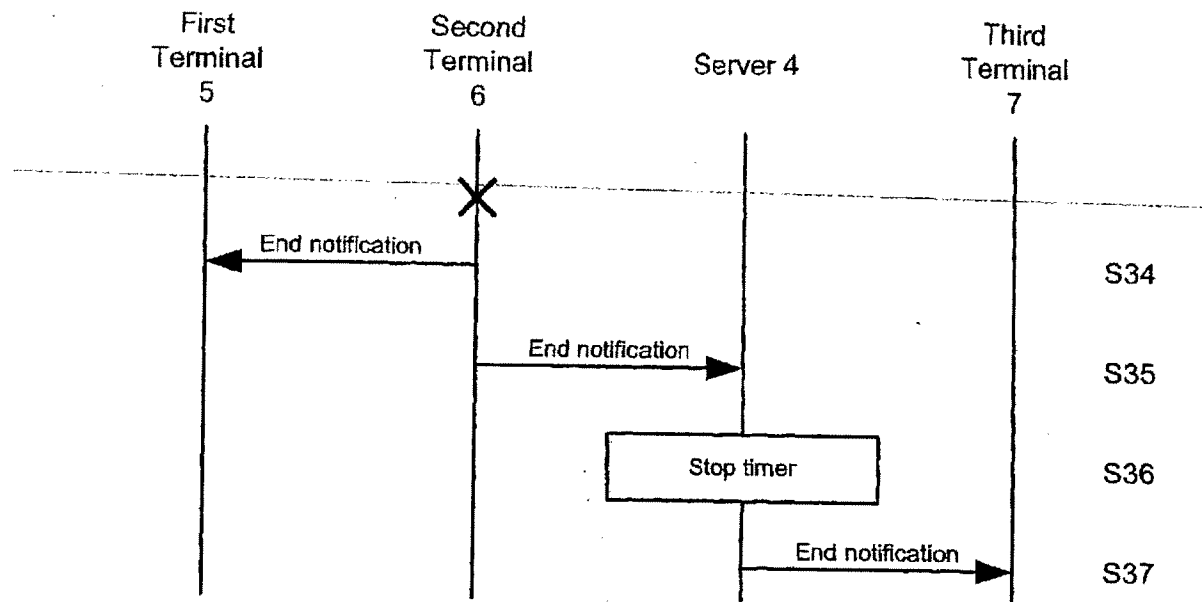 First
Terminal
5
Second
Terminal
6
Server 4
Third
Terminal
7
End notification
S34
End notification
S35
Stop timer
S36
End notification
S37